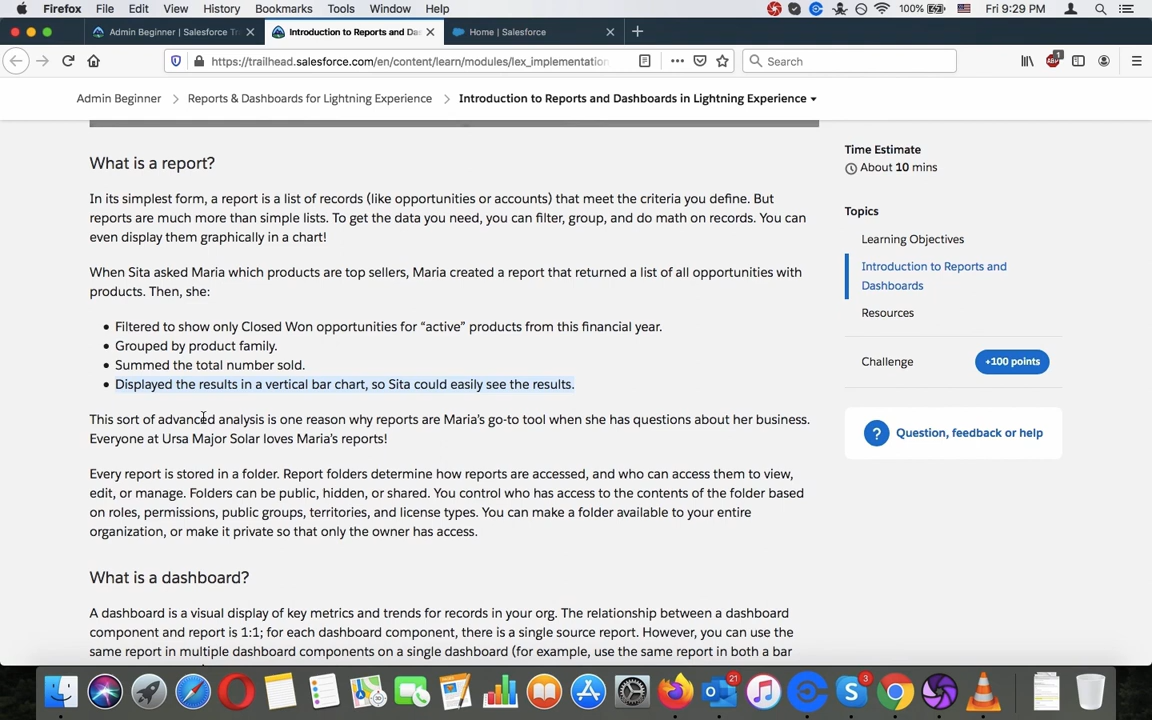 Firefox File Edit View History Bookmarks Tools Window Help 100% Fri 9:29 PM
Admin Beginner | Salesforce Tr
Introduction to Reports and Da
Home | Salesforce
https://trailhead.salesforce.com/en/content/learn/modules/lex_implementation
Search
1
Admin Beginner
Reports & Dashboards for Lightning Experience
Introduction to Reports and Dashboards in Lightning Experience
What is a report?
In its simplest form, a report is a list of records (like opportunities or accounts) that meet the criteria you define. But
reports are much more than simple lists. To get the data you need, you can filter, group, and do math on records. You can
even display them graphically in a chart!
When Sita asked Maria which products are top sellers, Maria created a report that returned a list of all opportunities with
products. Then, she:
• Filtered to show only Closed Won opportunities for “active” products from this financial year.
• Grouped by product family.
• Summed the total number sold.
• Displayed the results in a vertical bar chart, so Sita could easily see the results.
This sort of advanced analysis is one reason why reports are Maria’s go-to tool when she has questions about her business.
Everyone at Ursa Major Solar loves Maria’s reports!
Every report is stored in a folder. Report folders determine how reports are accessed, and who can access them to view,
edit, or manage. Folders can be public, hidden, or shared. You control who has access to the contents of the folder based
on roles, permissions, public groups, territories, and license types. You can make a folder available to your entire
organization, or make it private so that only the owner has access.
What is a dashboard?
A dashboard is a visual display of key metrics and trends for records in your org. The relationship between a dashboard
component and report is 1:1; for each dashboard component, there is a single source report. However, you can use the
same report in multiple dashboard components on a single dashboard (for example, use the same report in both a bar
Time Estimate
About 10 mins
Topics
Learning Objectives
Introduction to Reports and
Dashboards
Resources
Challenge
+100 points
? Question, feedback or help
21
3